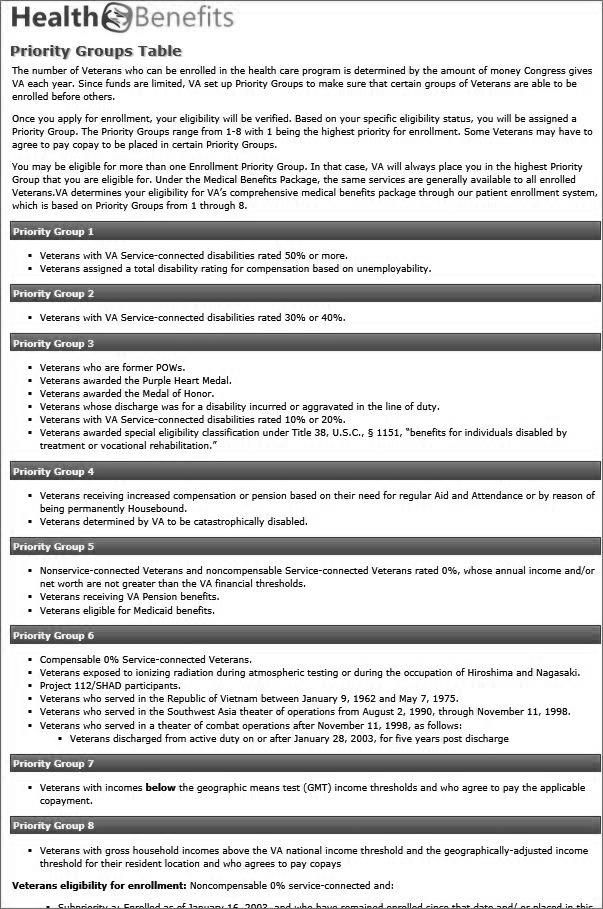 Health Benefits
Priority Groups Table
The number of Veterans who can be enrolled in the health care program is determined by the amount of money Congress gives
VA each year. Since funds are limited, VA set up Priority Groups to make sure that certain groups of Veterans are able to be
enrolled before others.
Once you apply for enrollment, your eligibility will be verified. Based on your specific eligibility status, you will be assigned a
Priority Group. The Priority Groups range from 1-8 with 1 being the highest priority for enrollment. Some Veterans may have to
agree to pay copay to be placed in certain Priority Groups.
You may be eligible for more than one Enrollment Priority Group. In that case, VA will always place you in the highest Priority
Group that you are eligible for. Under the Medical Benefits Package, the same services are generally available to all enrolled
Veterans.VA determines your eligibility for VA's comprehensive medical benefits package through our patient enrollment system,
which is based on Priority Groups from 1 through 8.
Priority Group 1
▪ Veterans with VA Service-connected disabilities rated 50% or more.
▪ Veterans assigned a total disability rating for compensation based on unemployability.
Priority Group 2
▪ Veterans with VA Service-connected disabilities rated 30% or 40%.
Priority Group 3
▪ Veterans who are former POWs.
▪ Veterans awarded the Purple Heart Medal.
▪ Veterans awarded the Medal of Honor.
▪ Veterans whose discharge was for a disability incurred or aggravated in the line of duty.
▪ Veterans with VA Service-connected disabilities rated 10% or 20%.
▪ Veterans awarded special eligibility classification under Title 38, U.S.C., § 1151, "benefits for individuals disabled by
treatment or vocational rehabilitation."
Priority Group 4
▪ Veterans receiving increased compensation or pension based on their need for regular Aid and Attendance or by reason of
being permanently Housebound.
▪ Veterans determined by VA to be catastrophically disabled.
Priority Group 5
▪ Nonservice-connected Veterans and noncompensable Service-connected Veterans rated 0%, whose annual income and/or
net worth are not greater than the VA financial thresholds.
▪ Veterans receiving VA Pension benefits.
▪ Veterans eligible for Medicaid benefits.
Priority Group 6
▪ Compensable 0% Service-connected Veterans.
▪ Veterans exposed to ionizing radiation during atmospheric testing or during the occupation of Hiroshima and Nagasaki.
▪ Project 112/SHAD participants.
▪ Veterans who served in the Republic of Vietnam between January 9, 1962 and May 7, 1975.
▪ Veterans who served in the Southwest Asia theater of operations from August 2, 1990, through November 11, 1998.
▪ Veterans who served in a theater of combat operations after November 11, 1998, as follows:
▪ Veterans discharged from active duty on or after January 28, 2003, for five years post discharge
Priority Group 7
▪ Veterans with incomes below the geographic means test (GMT) income thresholds and who agree to pay the applicable
copayment.
Priority Group 8
▪ Veterans with gross household incomes above the VA national income threshold and the geographically-adjusted income
threshold for their resident location and who agrees to pay copays
Veterans eligibility for enrollment: Noncompensable 0% service-connected and:
▪ Subpriority a: Enrolled as of January 16, 2003, and who have remained enrolled since that date and/ or placed in this